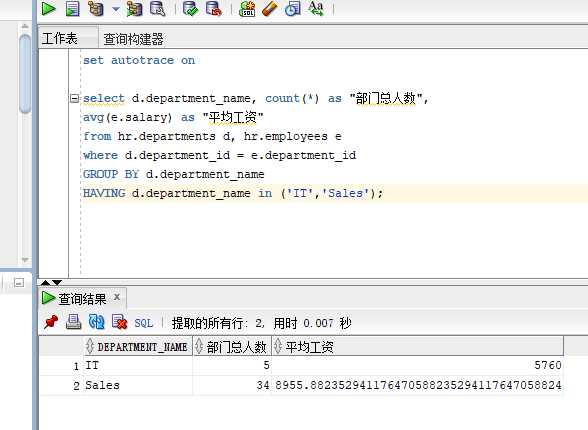 工作表 查询构建器
set autotrace on
select d.department_name, count(*) as "部门总人数",
avg(e.salary) as "平均工资"
from hr.departments d, hr.employees e
where d.department_id = e.department_id
GROUP BY d.department_name
HAVING d.department_name in ('IT','Sales');
查询结果 x
SQL | 提取的所有行: 2, 用时 0.007 秒
DEPARTMENT_NAME 部门总人数 平均工资
1 IT 5 5760
2 Sales 34 8955.88235294117647058823529411764705882​4